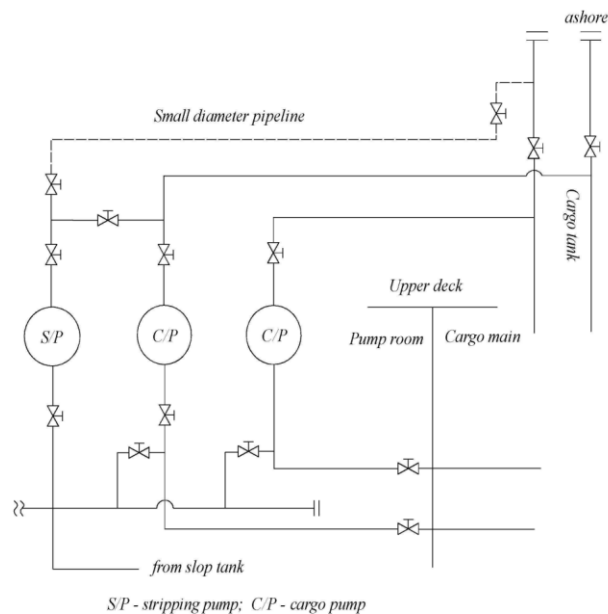 ashore
Small diameter pipeline
Cargo tank
Upper deck
S/P
C/P
C/P
Pump room
Cargo main
from slop tank
S/P - stripping pump; C/P - cargo pump